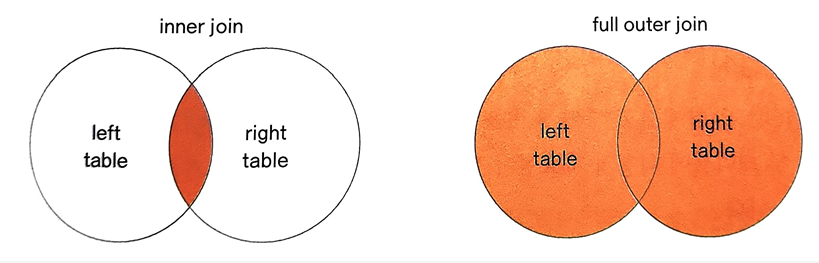 inner join
left
table
right
table
full outer join
left
table
right
table